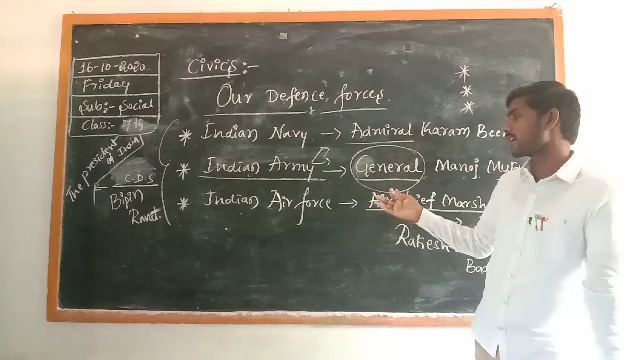 16-10-2020
Friday
Sub:- Social
Class:- 7th
Civics:-
Our Defence forces
* Indian Navy → Admiral Karam Beer
* Indian Army → General Manoj
* Indian Air force →
Rakesh
The president of India
C.D.S
Bipin
Rawat